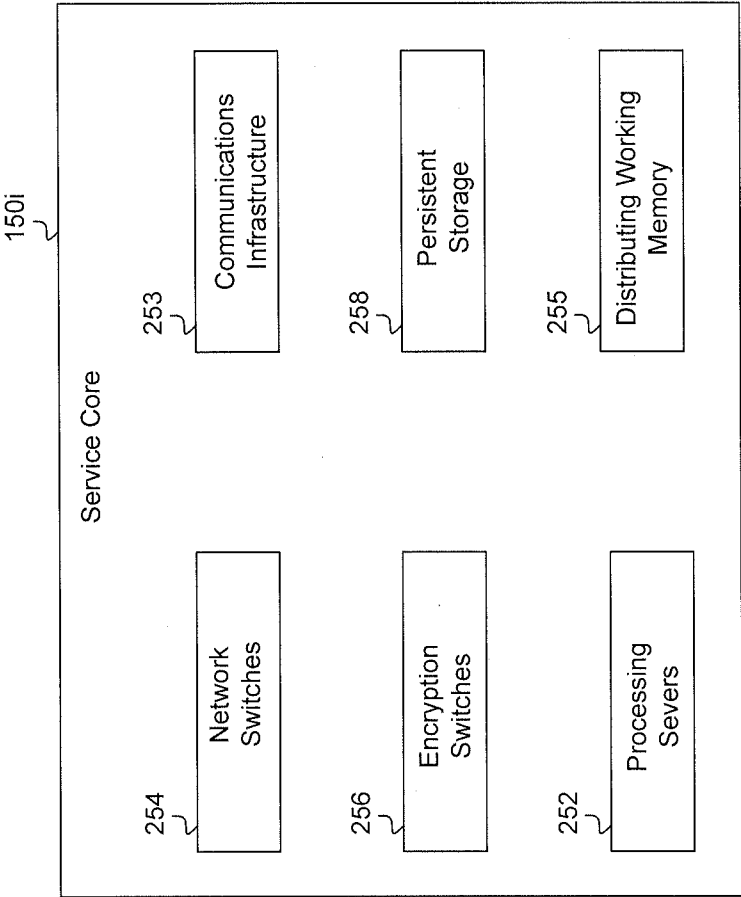 150i
Service Core
254
Network
Switches
253
Communications
Infrastructure
256
Encryption
Switches
258
Persistent
Storage
252
Processing
Severs
255
Distributing Working
Memory